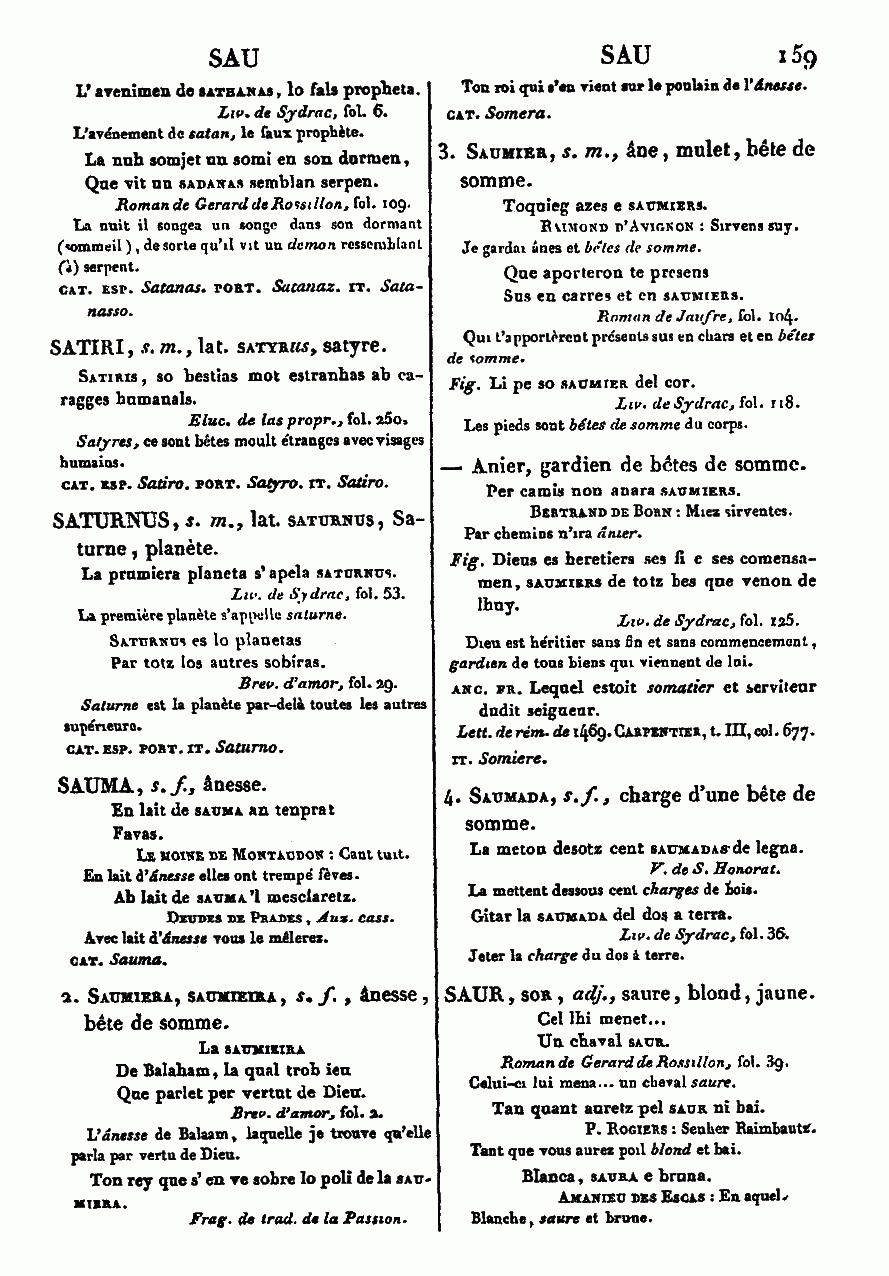 SAU
SAU 159
L'avenimen de SATHANAS, lo fals propheta.
Liv. de Sydrac, fol. 6.
L'avénement de satan, le faux prophète.
La nuh somjet un somi en son dormen,
Que vit un SADANAS semblan serpen.
Roman de Gerard de Rossillon, fol. 109.
La nuit il songea un songe dans son dormant
(sommeil), de sorte qu'il vit un demon ressemblant
(à) serpent.
CAT. ESP. Satanas. PORT. Satanaz. IT. Sata-
nasso.
SATIRI, s. m., lat. SATYRus, satyre.
SATIRIS, so bestias mot estranhas ab ca-
ragges humanals.
Eluc. de las propr., fol. 250.
Satyres, ce sont bêtes moult étranges avec visages
humains.
CAT. ESP. Satiro. PORT. Satyro. IT. Satiro.
SATURNUS, s. m., lat. SATURNUS, Sa-
turne, planète.
La prumiera planeta s'apela SATURNUS.
Liv. de Sydrac, fol. 53.
La première planète s'appelle saturne.
SATURNUS es lo planetas
Par totz los autres sobiras.
Brev. d'amor, fol. 29.
Saturne est la planète par-delà toutes les autres
supérieure.
CAT. ESP. PORT. IT. Saturno.
SAUMA, s. f., ânesse.
En lait de SAUMA an tenprat
Favas.
LE MOINE DE MONTAUDON : Cant tuit.
En lait d'ânesse elles ont trempé fèves.
Ab lait de SAUMA'l mesclaretz.
DEUDES DE PRADES, Auz. cass.
Avec lait d'ânesse vous le mêlerez.
CAT. Sauma.
2. SAUMIERA, SAUMIEIRA, s. f., ânesse,
bête de somme.
La SAUMIEIRA
De Balaham, la qual trob ieu
Que parlet per vertut de Dieu.
Brev. d'amor, fol. 2.
L'ânesse de Balaam, laquelle je trouve qu'elle
parla par vertu de Dieu.
Ton rey que s'en ve sobre lo poli de la SAU-
MIERA.
Frag. de trad. de la Passion.
Ton roi qui s'en vient sur le poulain de l'ânesse.
CAT. Somera.
3. SAUMIER, s. m., âne, mulet, bête de
somme.
Toquieg azes e SAUMIERS.
RAIMOND D'AVIGNON : Sirvens suy.
Je gardai ânes et bêtes de somme.
Que aporteron te presens
Sus en carres et en SAUMIERS.
Roman de Jaufre, fol. 104.
Qui t'apportèrent présents sus en chars et en bêtes
de somme.
Fig. Li pe so SAUMIER del cor.
Liv. de Sydrac, fol. 118.
Les pieds sont bêtes de somme du corps.
— Anier, gardien de bêtes de somme.
Per camis non anara SAUMIERS.
BERTRAND DE BORN : Miez sirventes.
Par chemins n'ira ânier.
Fig. Dieus es heretiers ses fi e ses comensa-
men, SAUMIERS de totz bes que venon de
lhuy.
Liv. de Sydrac, fol. 125.
Dieu est héritier sans fin et sans commencement,
gardien de tous biens qui viennent de lui.
ANC. FR. Lequel estoit somatier et serviteur
dudit seigneur.
Lett. de rém. de 1469. CARPENTIER, t. III, col. 677.
IT. Somiere.
4. SAUMADA, s. f., charge d'une bête de
somme.
La meton desotz cent SAUMADAS de legna.
V. de S. Honorat.
La mettent dessous cent charges de bois.
Gitar la SAUMADA del dos a terra.
Liv. de Sydrac, fol. 36.
Jeter la charge du dos à terre.
SAUR, SOR, adj., saure, blond, jaune.
Cel lhi menet...
Un chaval SAUR.
Roman de Gerard de Rossillon, fol. 39.
Celui-ci lui mena... un cheval saure.
Tan quant auretz pel SAUR ni bai.
P. ROGIERS : Senher Raimbautz.
Tant que vous aurez poil blond et bai.
Blanca, SAURA e bruna.
AMANIEU DES ESCAS : En aquel.
Blanche, saure et brune.